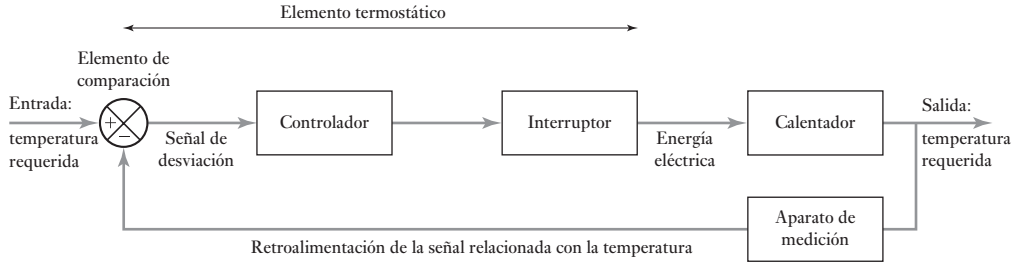 Elemento termostático
Elemento de
comparación
Entrada:
temperatura
requerida
+
−
Señal de
desviación
Controlador
Interruptor
Energía
eléctrica
Calentador
Salida:
temperatura
requerida
Aparato de
medición
Retroalimentación de la señal relacionada con la temperatura